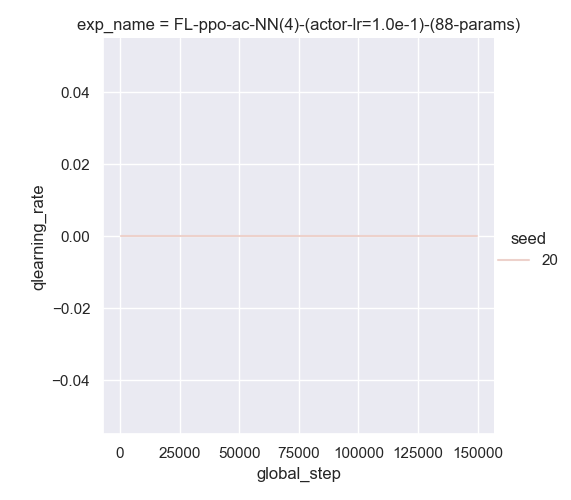 exp_name = FL-ppo-ac-NN(4)-(actor-lr=1.0e-1)-(88-params)
0.04
0.02
0.00
−0.02
−0.04
qlearning_rate
0 25000 50000 75000 100000 125000 150000
global_step
seed
20